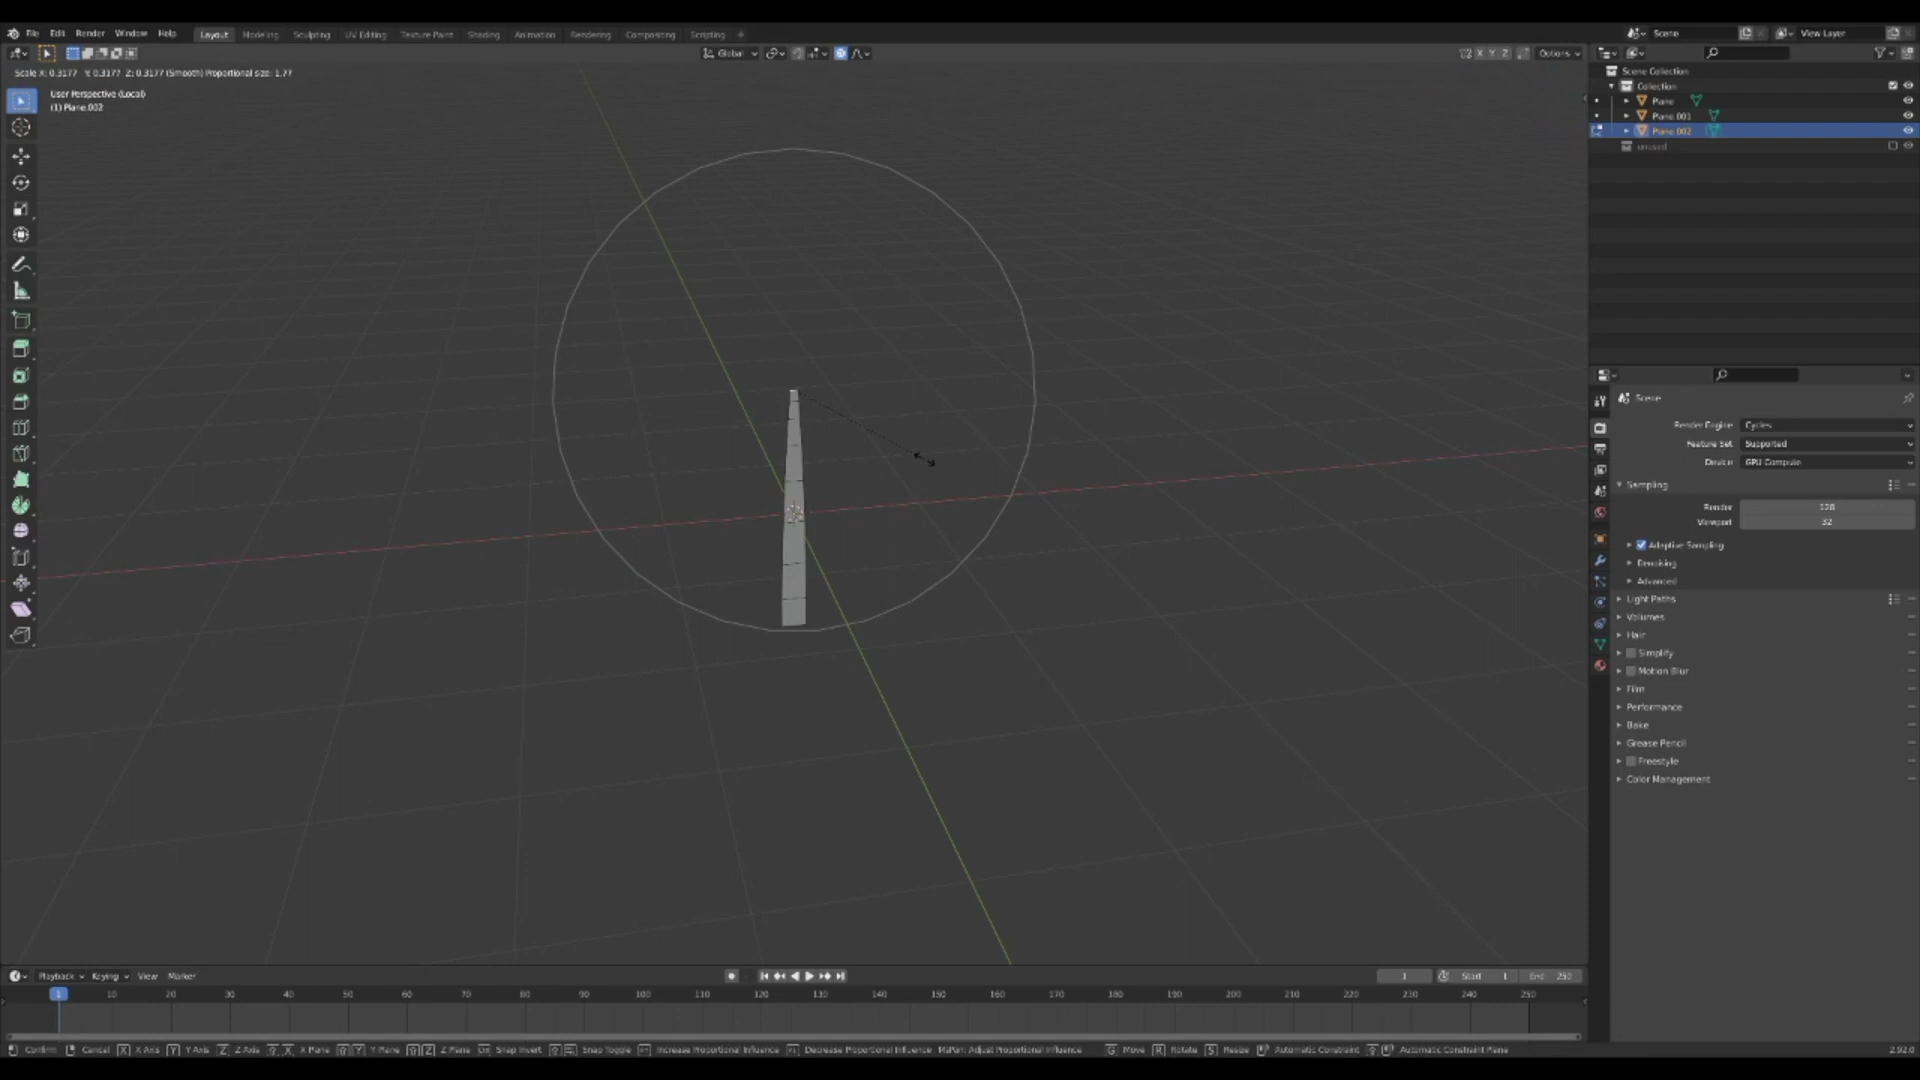 File Edit Render Window Help Layout Modeling Sculpting UV Editing Texture Paint Shading Animation Rendering Compositing Scripting + Scene View Layer
Global X Y Z Options
Scale X: 0.3177 Y: 0.3177 Z: 0.3177 (Smooth) Proportional size: 1.77
User Perspective (Local)
(1) Plane.002
Scene Collection
Collection
Plane
Plane.001
Plane.002
unused
Scene
Render Engine Cycles
Feature Set Supported
Device GPU Compute
Sampling
Render 128
Viewport 32
Adaptive Sampling
Denoising
Advanced
Light Paths
Volumes
Hair
Simplify
Motion Blur
Film
Performance
Bake
Grease Pencil
Freestyle
Color Management
Playback Keying View Marker 1 Start 1 End 250
1 10 20 30 40 50 60 70 80 90 100 110 120 130 140 150 160 170 180 190 200 210 220 230 240 250
Confirm Cancel X X Axis Y Y Axis Z Z Axis X X Plane Y Y Plane Z Z Plane Snap Invert Snap Toggle Increase Proportional Influence Decrease Proportional Influence MsPan: Adjust Proportional Influence G Move R Rotate S Resize Automatic Constraint Automatic Constraint Plane 2.92.0